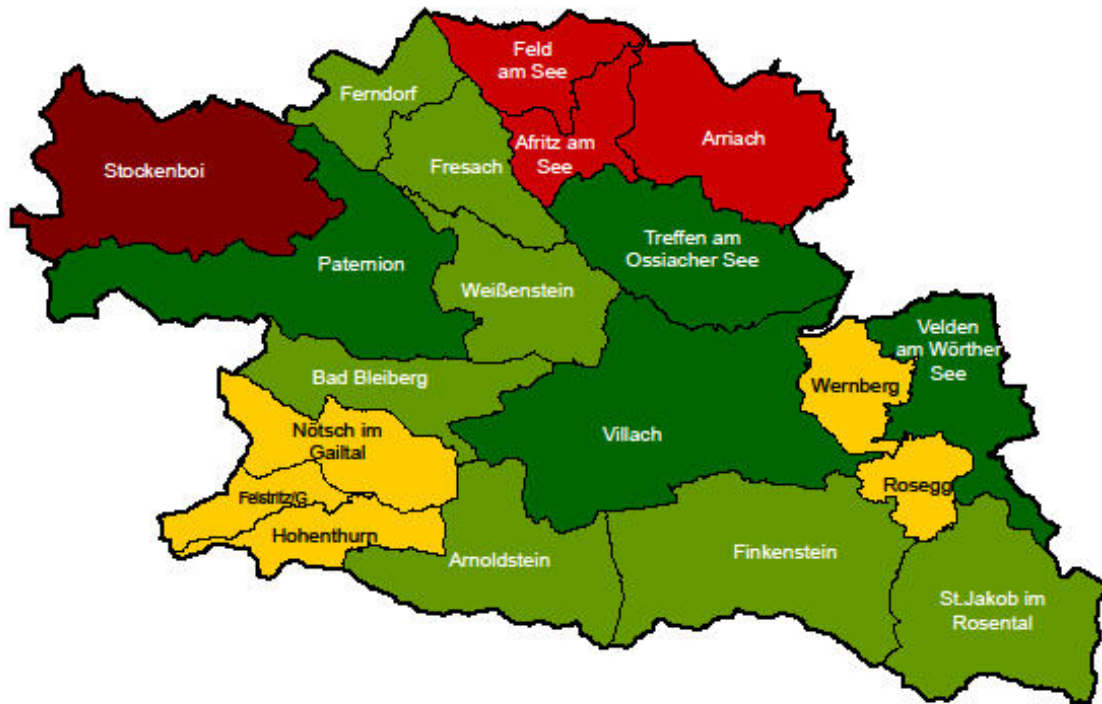 Feld
am See
Ferndorf
Afritz am
See
Arriach
Fresach
Stockenboi
Treffen am
Ossiacher See
Paternion
Weißenstein
Velden
am Wörther
See
Bad Bleiberg
Wernberg
Nötsch im
Gailtal
Villach
Feistritz/G.
Rosegg
Hohenthurn
Arnoldstein
Finkenstein
St.Jakob im
Rosental